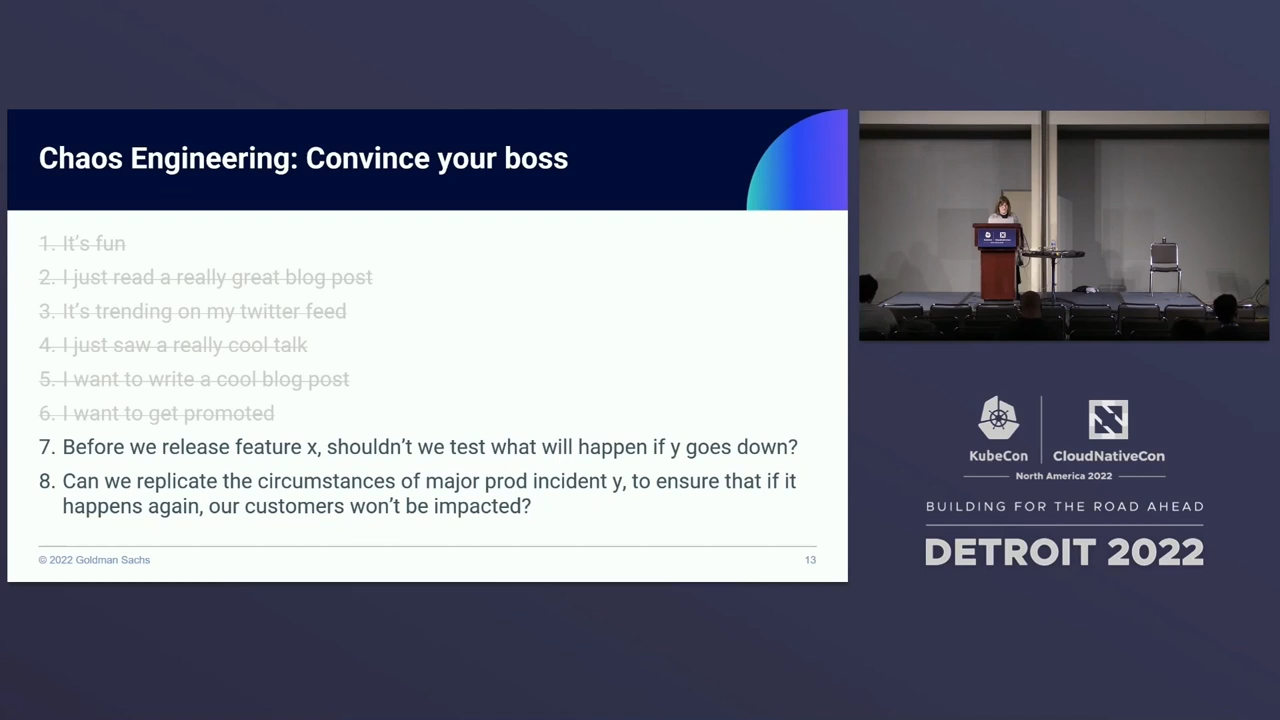 Chaos Engineering: Convince your boss
1. It's fun
2. I just read a really great blog post
3. It's trending on my twitter feed
4. I just saw a really cool talk
5. I want to write a cool blog post
6. I want to get promoted
7. Before we release feature x, shouldn't we test what will happen if y goes down?
8. Can we replicate the circumstances of major prod incident y, to ensure that if it
happens again, our customers won't be impacted?
© 2022 Goldman Sachs
13
KubeCon
CloudNativeCon
North America 2022
BUILDING FOR THE ROAD AHEAD
DETROIT 2022